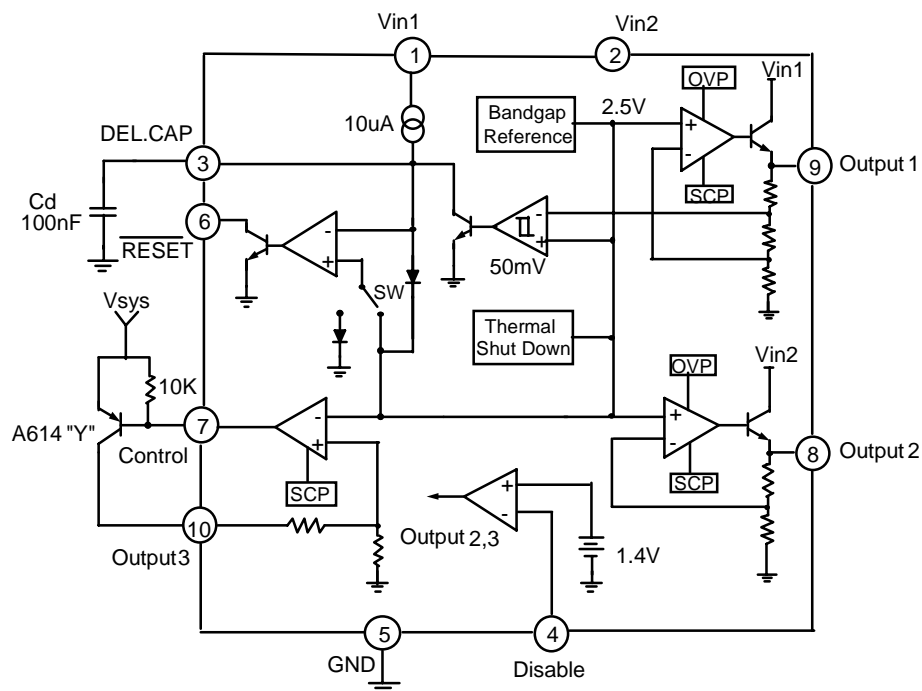 Vin1
Vin2
1
2
OVP
Vin1
10uA
Bandgap
Reference
2.5V
DEL.CAP
3
+
-
9
Output 1
SCP
Cd
100nF
6
RESET
-
+
-
+
50mV
SW
Vsys
Thermal
Shut Down
10K
OVP
Vin2
A614 "Y"
7
Control
-
+
+
-
8
Output 2
SCP
SCP
10
Output 3
+
-
Output 2,3
1.4V
5
4
GND
Disable